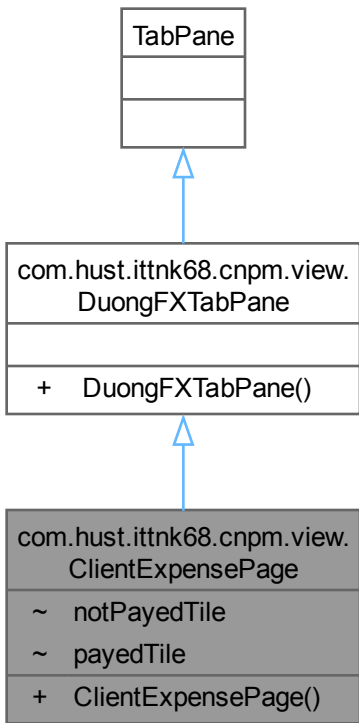 TabPane
com.hust.ittnk68.cnpm.view.
DuongFXTabPane
+ DuongFXTabPane()
com.hust.ittnk68.cnpm.view.
ClientExpensePage
~ notPayedTile
~ payedTile
+ ClientExpensePage()